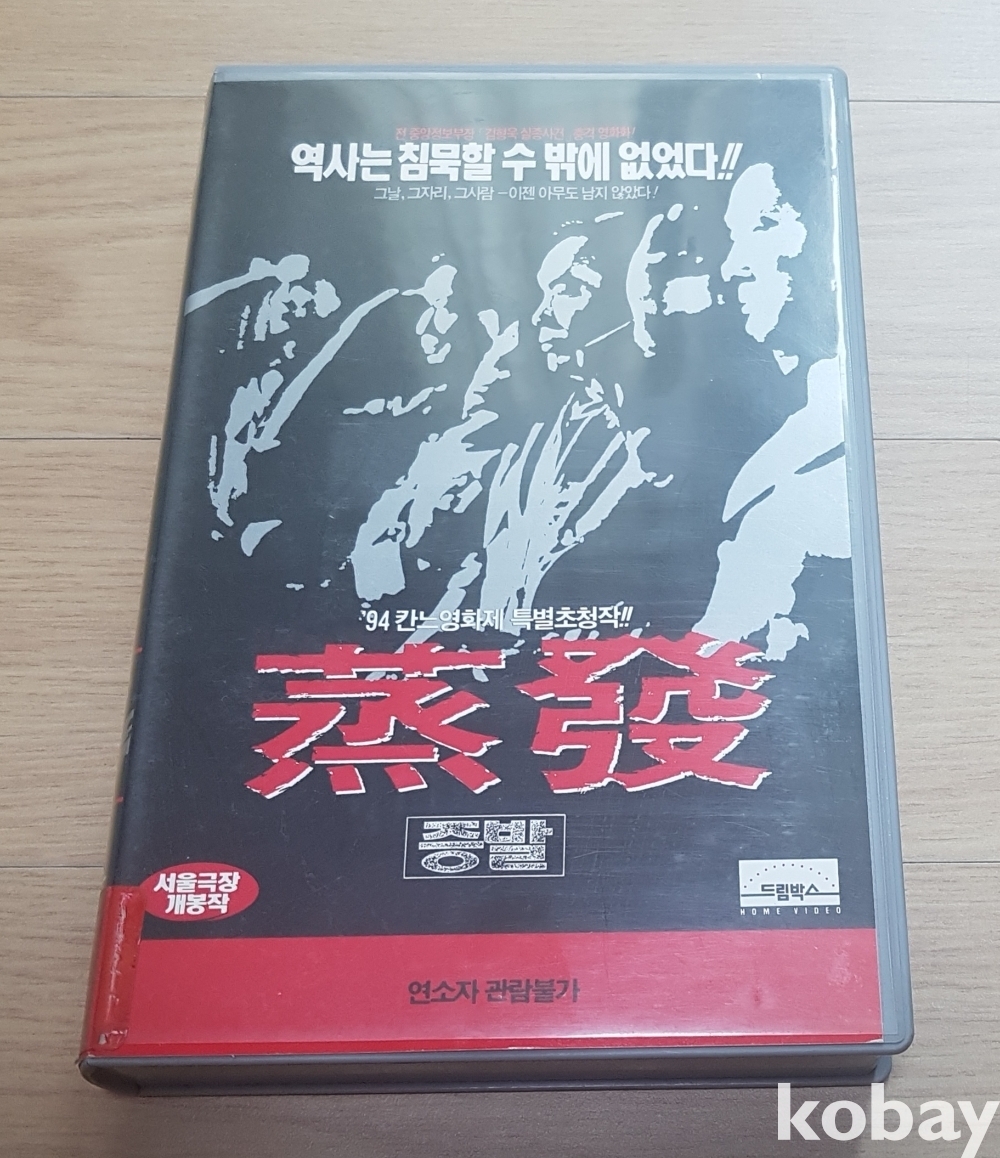 전 중앙정보부장 김형욱 실종사건, 충격 영화화!
역사는 침묵할 수 밖에 없었다!!
그날, 그자리, 그사람 – 이젠 아무도 남지 않았다!
'94 칸느영화제 특별초청작!!
蒸發
증발
서울극장
개봉작
드림박스
HOME VIDEO
연소자 관람불가
kobay